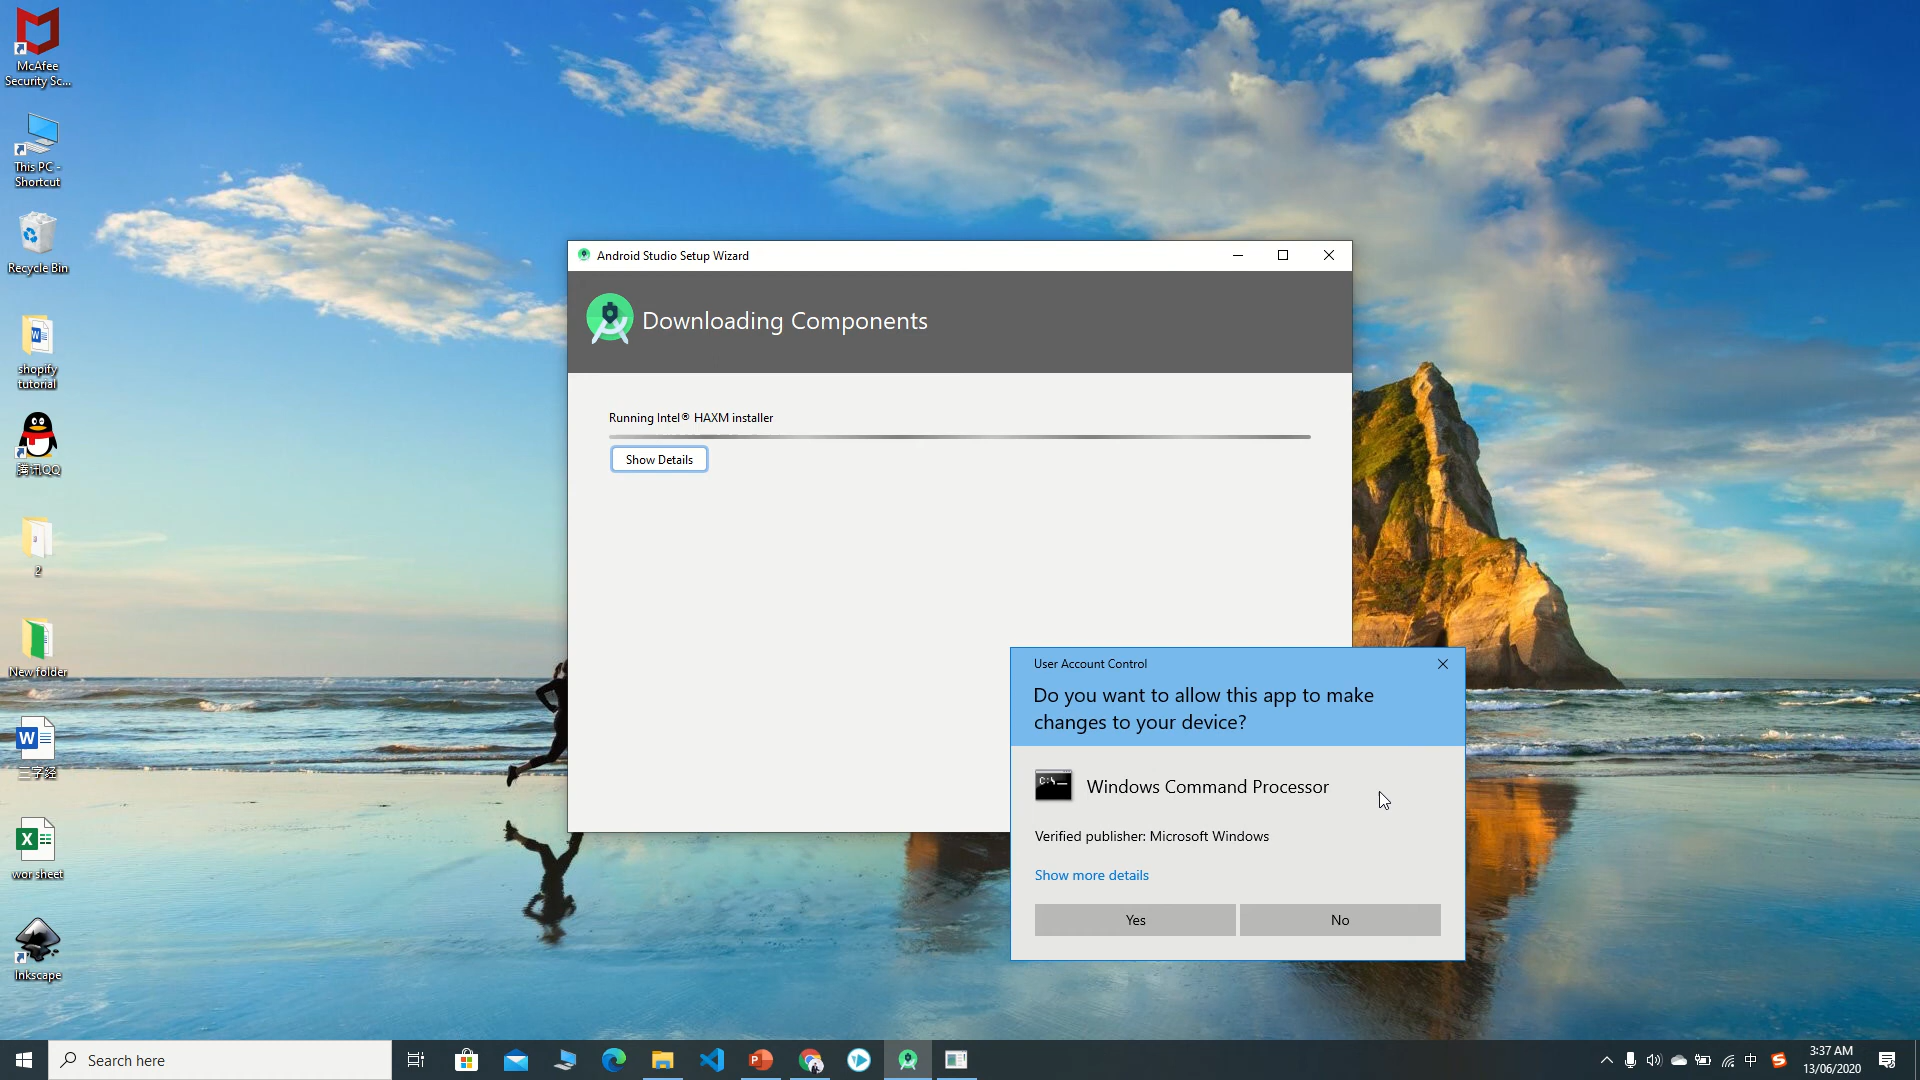 McAfee
Security Sc...
This PC -
Shortcut
Recycle Bin
shopify
tutorial
腾讯QQ
2
New folder
三字经
wor sheet
Inkscape
Android Studio Setup Wizard
Downloading Components
Running Intel® HAXM installer
Show Details
User Account Control
Do you want to allow this app to make
changes to your device?
C:\
Windows Command Processor
Verified publisher: Microsoft Windows
Show more details
Yes
No
Search here
中
3:37 AM
13/06/2020